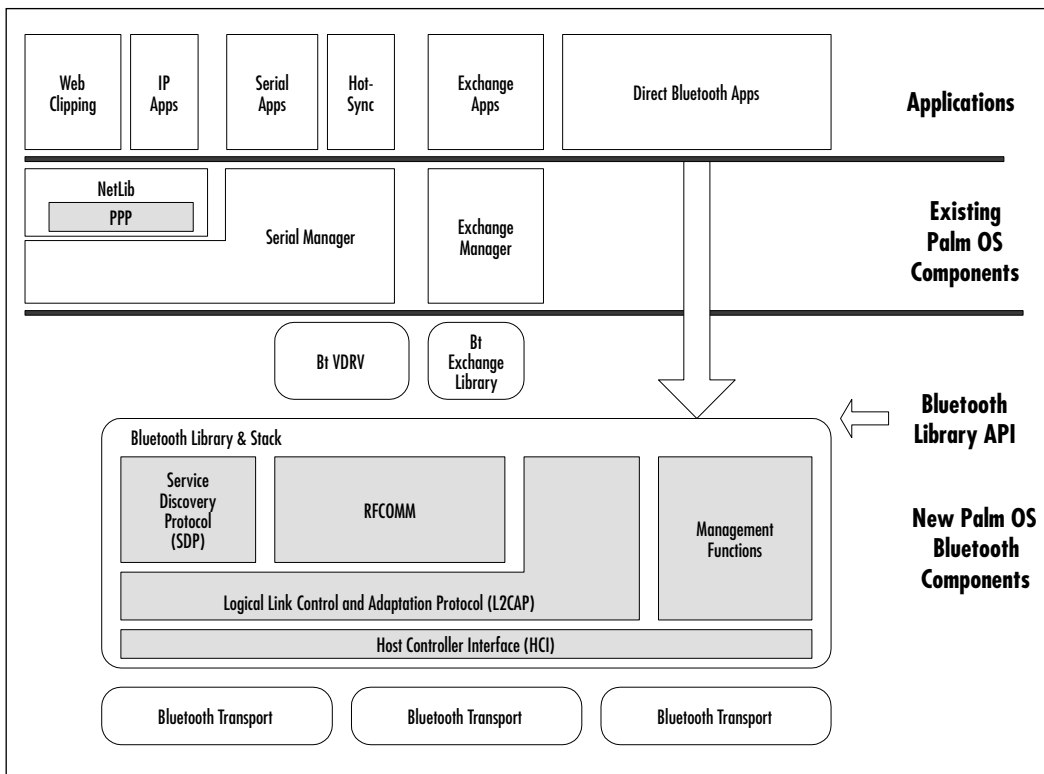 Web
Clipping
IP
Apps
Serial
Apps
Hot-
Sync
Exchange
Apps
Direct Bluetooth Apps
Applications
NetLib
PPP
Serial Manager
Exchange
Manager
Existing
Palm OS
Components
Bt VDRV
Bt
Exchange
Library
Bluetooth
Library API
Bluetooth Library & Stack
Service
Discovery
Protocol
(SDP)
RFCOMM
Management
Functions
New Palm OS
Bluetooth
Components
Logical Link Control and Adaptation Protocol (L2CAP)
Host Controller Interface (HCI)
Bluetooth Transport
Bluetooth Transport
Bluetooth Transport